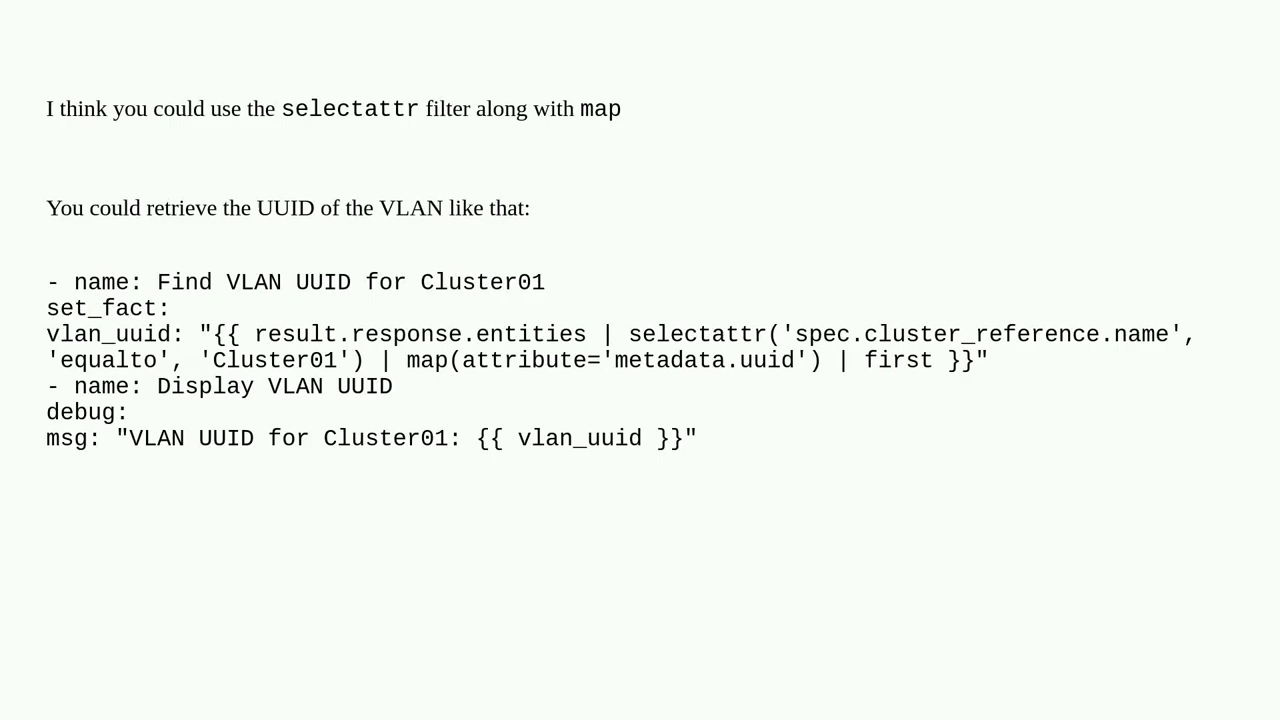 I think you could use the selectattr filter along with map
You could retrieve the UUID of the VLAN like that:
- name: Find VLAN UUID for Cluster01
set_fact:
vlan_uuid: "{{ result.response.entities | selectattr('spec.cluster_reference.name',
'equalto', 'Cluster01') | map(attribute='metadata.uuid') | first }}"
- name: Display VLAN UUID
debug:
msg: "VLAN UUID for Cluster01: {{ vlan_uuid }}"